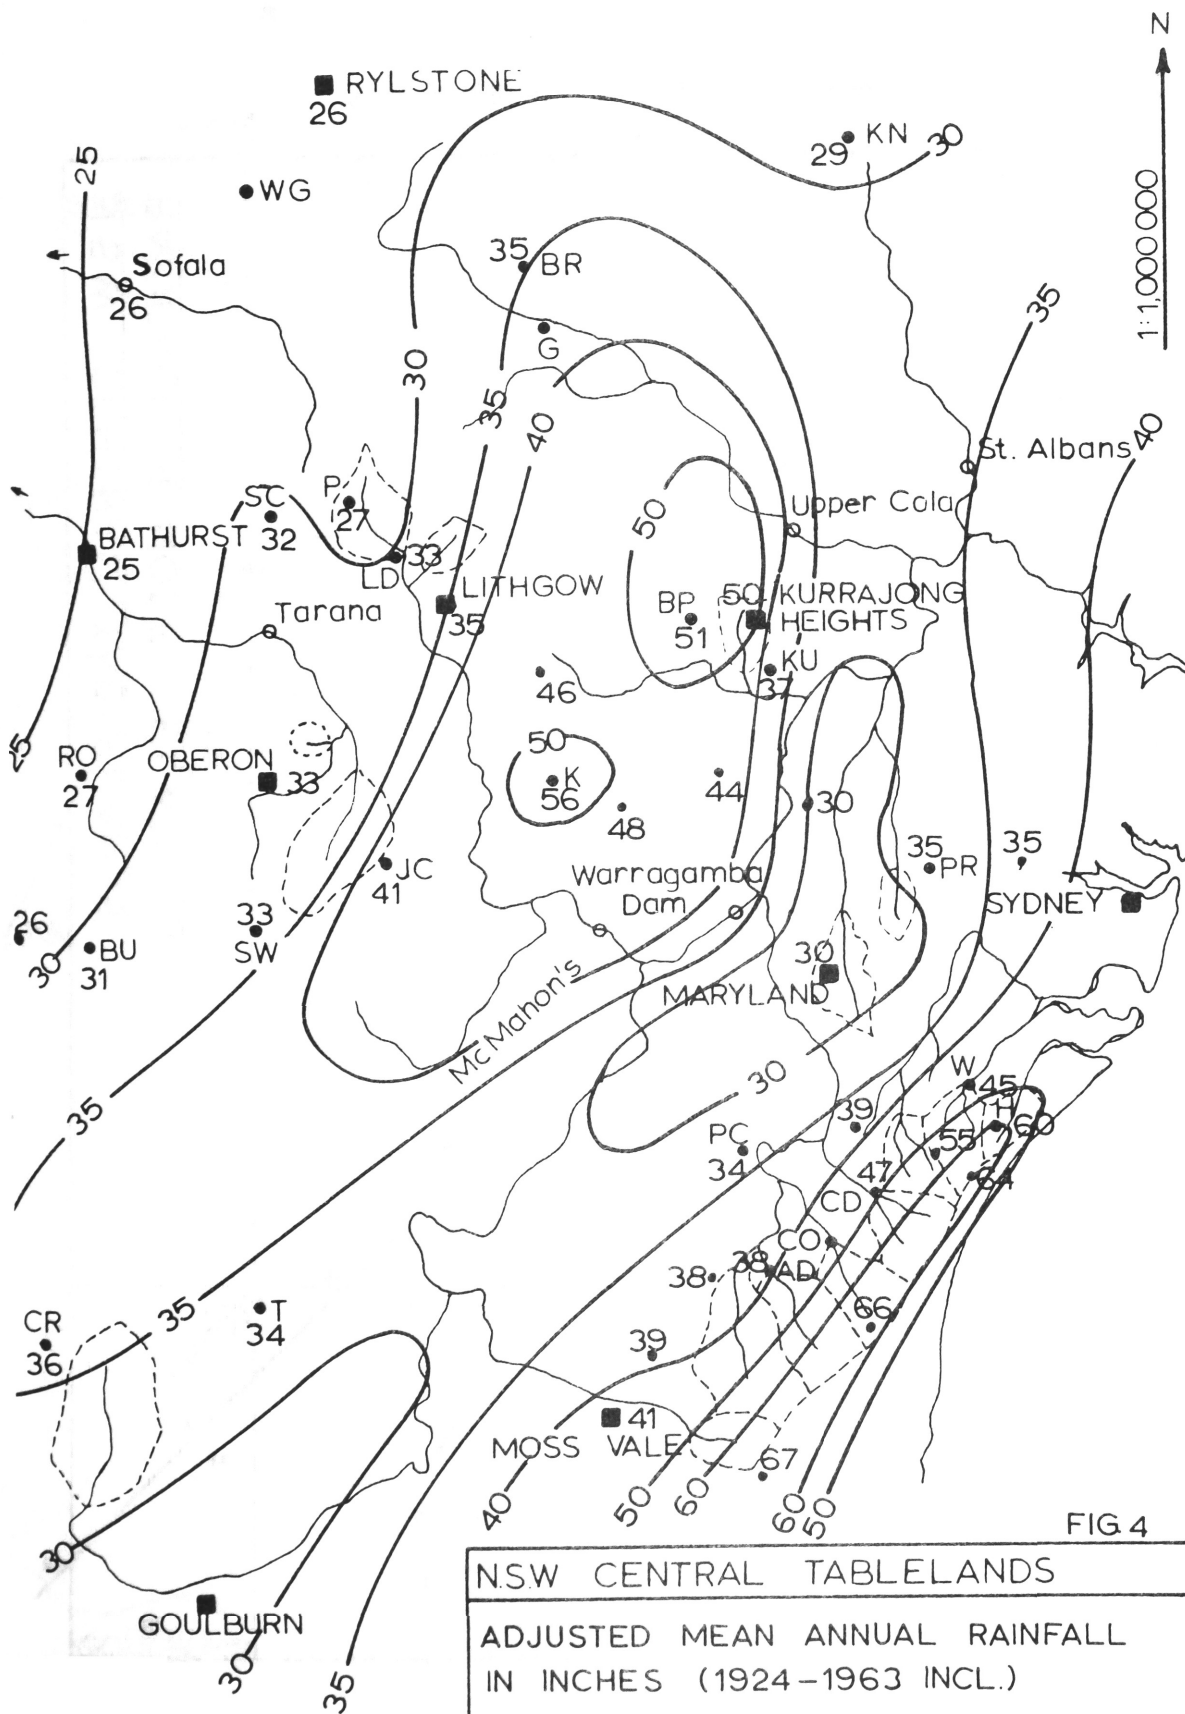 N
RYLSTONE
26
KN
29
30
25
WG
1:1,000,000
35
BR
Sofala
26
G
35
30
35
40
St. Albans
40
50
SC
32
P
27
Upper Cola
BATHURST
25
LD
33
LITHGOW
35
50
KURRAJONG
HEIGHTS
BP
51
Tarana
KU
37
46
25
RO
27
OBERON
33
50
K
56
44
30
48
35
PR
35
JC
41
Warragamba
Dam
SYDNEY
26
33
SW
BU
31
30
30
MARYLAND
McMahon's
30
W
45
H
60
39
55
35
PC
34
47
64
CD
CO
38
38
AD
66
35
T
34
CR
36
39
41
MOSS VALE
67
40
50
60
60
50
30
FIG 4
GOULBURN
30
35
N.S.W CENTRAL TABLELANDS
ADJUSTED MEAN ANNUAL RAINFALL
IN INCHES (1924-1963 INCL.)